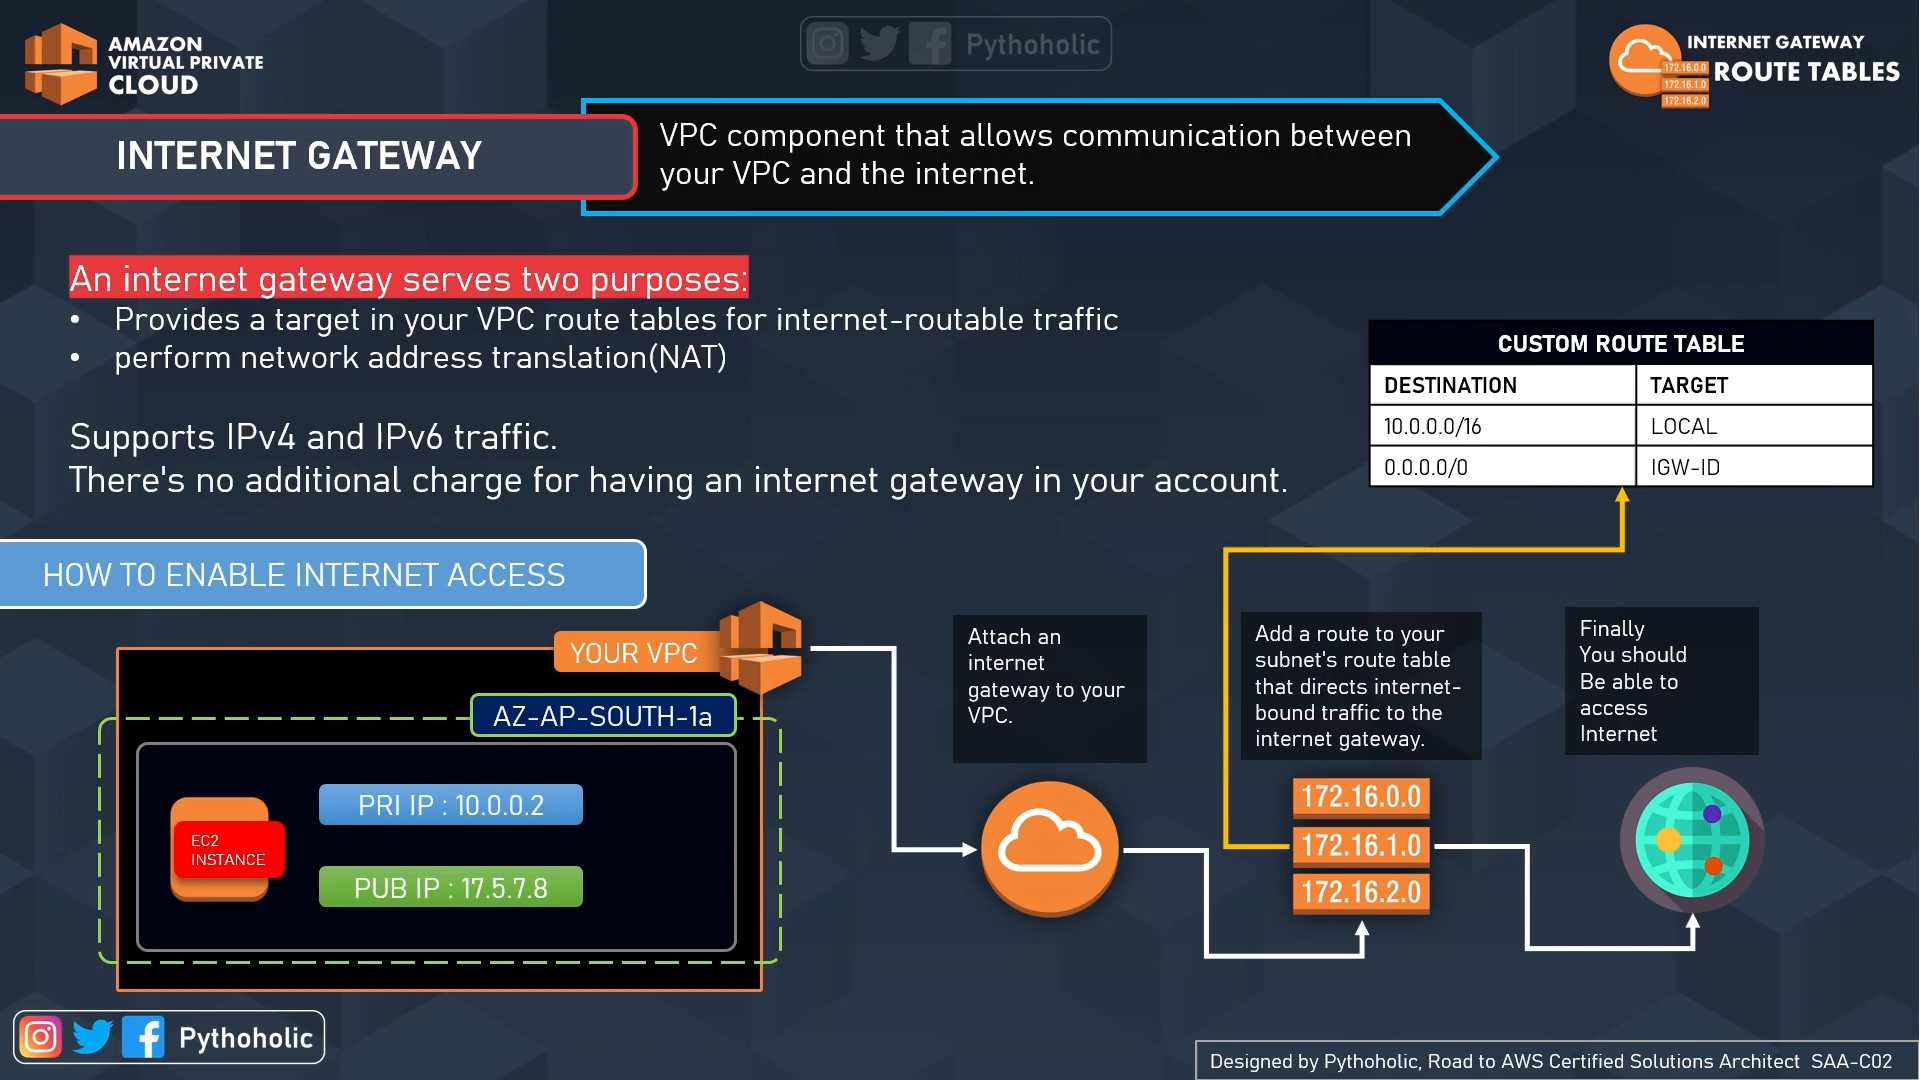 AMAZON
VIRTUAL PRIVATE
CLOUD
Pythoholic
INTERNET GATEWAY
ROUTE TABLES
172.16.0.0
172.16.1.0
172.16.2.0
INTERNET GATEWAY
VPC component that allows communication between
your VPC and the internet.
An internet gateway serves two purposes:
• Provides a target in your VPC route tables for internet-routable traffic
• perform network address translation(NAT)
Supports IPv4 and IPv6 traffic.
There's no additional charge for having an internet gateway in your account.
CUSTOM ROUTE TABLE
DESTINATION TARGET
10.0.0.0/16 LOCAL
0.0.0.0/0 IGW-ID
HOW TO ENABLE INTERNET ACCESS
YOUR VPC
AZ-AP-SOUTH-1a
EC2
INSTANCE
PRI IP : 10.0.0.2
PUB IP : 17.5.7.8
Attach an
internet
gateway to your
VPC.
Add a route to your
subnet's route table
that directs internet-
bound traffic to the
internet gateway.
172.16.0.0
172.16.1.0
172.16.2.0
Finally
You should
Be able to
access
Internet
Pythoholic
Designed by Pythoholic, Road to AWS Certified Solutions Architect SAA-C02